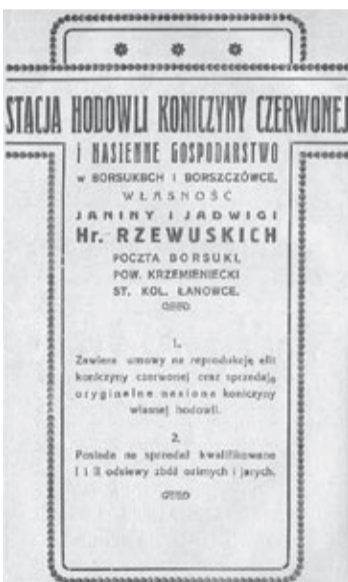 STACJA HODOWLI KONICZYNY CZERWONEJ
i NASIENNE GOSPODARSTWO
w BORSUKACH I BORSZCZÓWCE,
WŁASNOŚĆ
JANINY I JADWIGI
Hr. RZEWUSKICH
POCZTA BORSUKI,
POW. KRZEMIENIECKI
ST. KOL. ŁANOWCE.
1.
Zawiera umowy na reprodukcję elit
koniczyny czerwonej oraz sprzedają
oryginalne nasiona koniczyny
własnej hodowli.
2.
Posiada na sprzedaż kwalifikowane
I i II odsiewy zbóż ozimych i jarych.